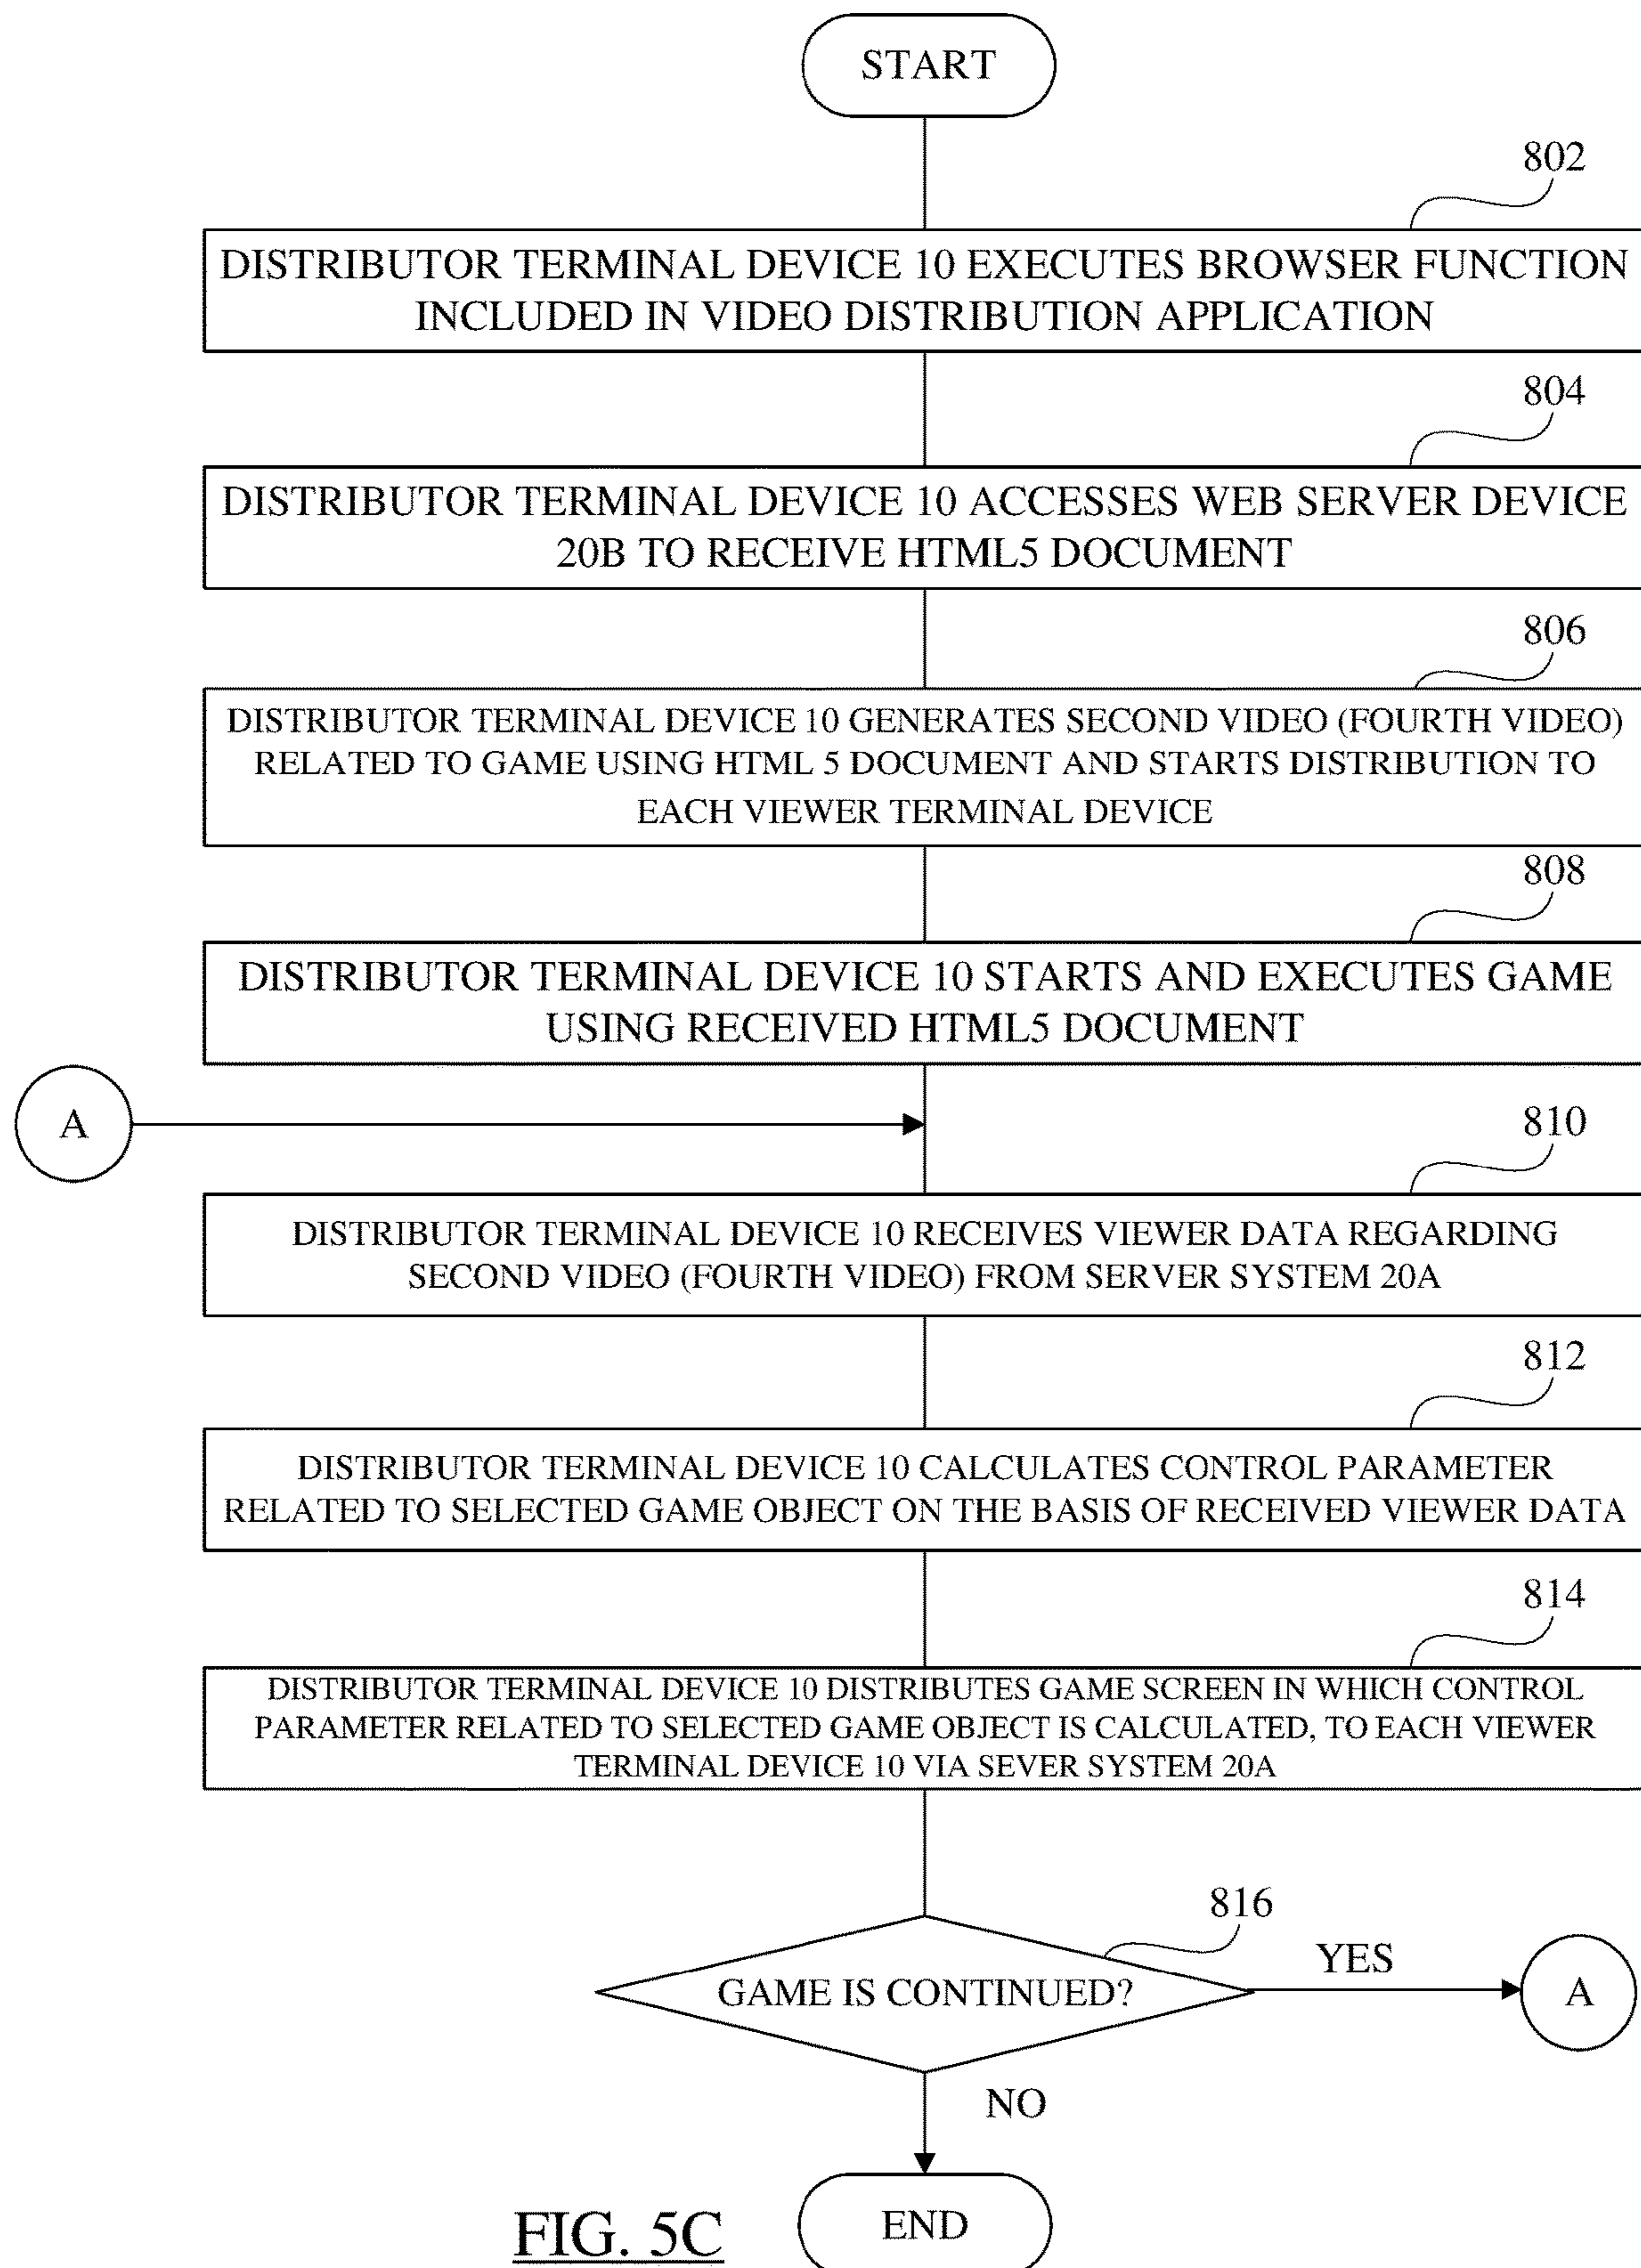 START
802
DISTRIBUTOR TERMINAL DEVICE 10 EXECUTES BROWSER FUNCTION
INCLUDED IN VIDEO DISTRIBUTION APPLICATION
804
DISTRIBUTOR TERMINAL DEVICE 10 ACCESSES WEB SERVER DEVICE
20B TO RECEIVE HTML5 DOCUMENT
806
DISTRIBUTOR TERMINAL DEVICE 10 GENERATES SECOND VIDEO (FOURTH VIDEO)
RELATED TO GAME USING HTML 5 DOCUMENT AND STARTS DISTRIBUTION TO
EACH VIEWER TERMINAL DEVICE
808
DISTRIBUTOR TERMINAL DEVICE 10 STARTS AND EXECUTES GAME
USING RECEIVED HTML5 DOCUMENT
A
810
DISTRIBUTOR TERMINAL DEVICE 10 RECEIVES VIEWER DATA REGARDING
SECOND VIDEO (FOURTH VIDEO) FROM SERVER SYSTEM 20A
812
DISTRIBUTOR TERMINAL DEVICE 10 CALCULATES CONTROL PARAMETER
RELATED TO SELECTED GAME OBJECT ON THE BASIS OF RECEIVED VIEWER DATA
814
DISTRIBUTOR TERMINAL DEVICE 10 DISTRIBUTES GAME SCREEN IN WHICH CONTROL
PARAMETER RELATED TO SELECTED GAME OBJECT IS CALCULATED, TO EACH VIEWER
TERMINAL DEVICE 10 VIA SEVER SYSTEM 20A
816
GAME IS CONTINUED?
YES
A
NO
END
FIG. 5C